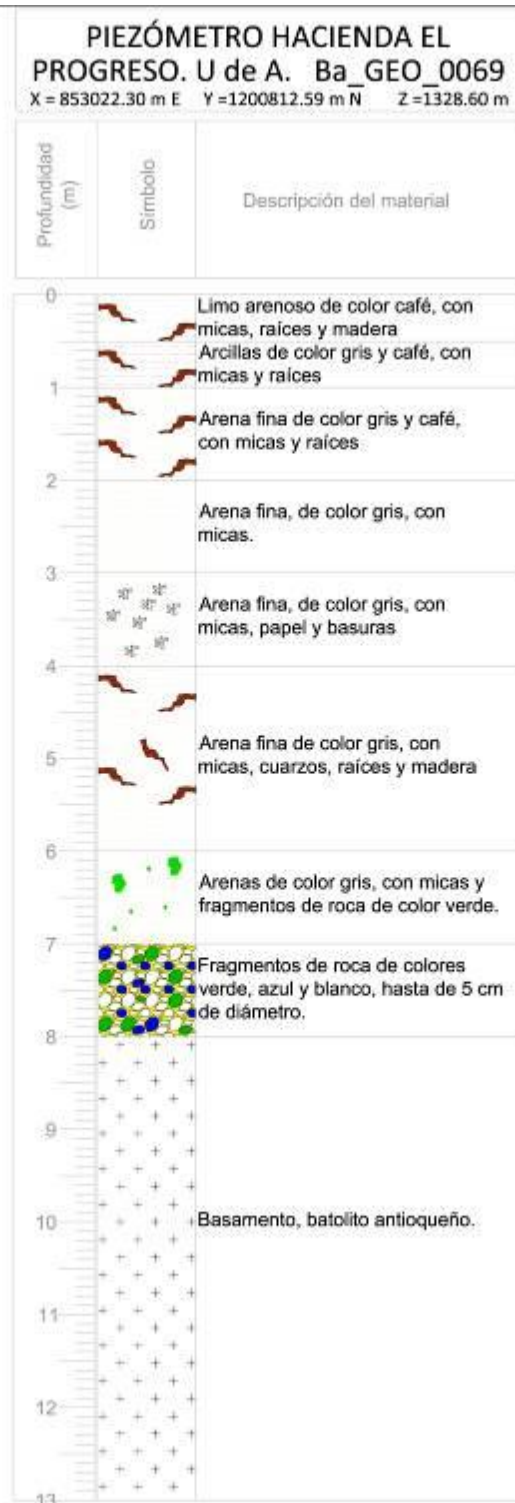 PIEZÓMETRO HACIENDA EL
PROGRESO. U de A. Ba_GEO_0069
X = 853022.30 m E Y =1200812.59 m N Z =1328.60 m
Profundidad
(m)
Símbolo
Descripción del material
0
Limo arenoso de color café, con
micas, raíces y madera
Arcillas de color gris y café, con
micas y raíces
1
Arena fina de color gris y café,
con micas y raíces
2
Arena fina, de color gris, con
micas.
3
Arena fina, de color gris, con
micas, papel y basuras
4
Arena fina de color gris, con
micas, cuarzos, raíces y madera
5
6
Arenas de color gris, con micas y
fragmentos de roca de color verde.
7
Fragmentos de roca de colores
verde, azul y blanco, hasta de 5 cm
de diámetro.
8
9
10
Basamento, batolito antioqueño.
11
12
13